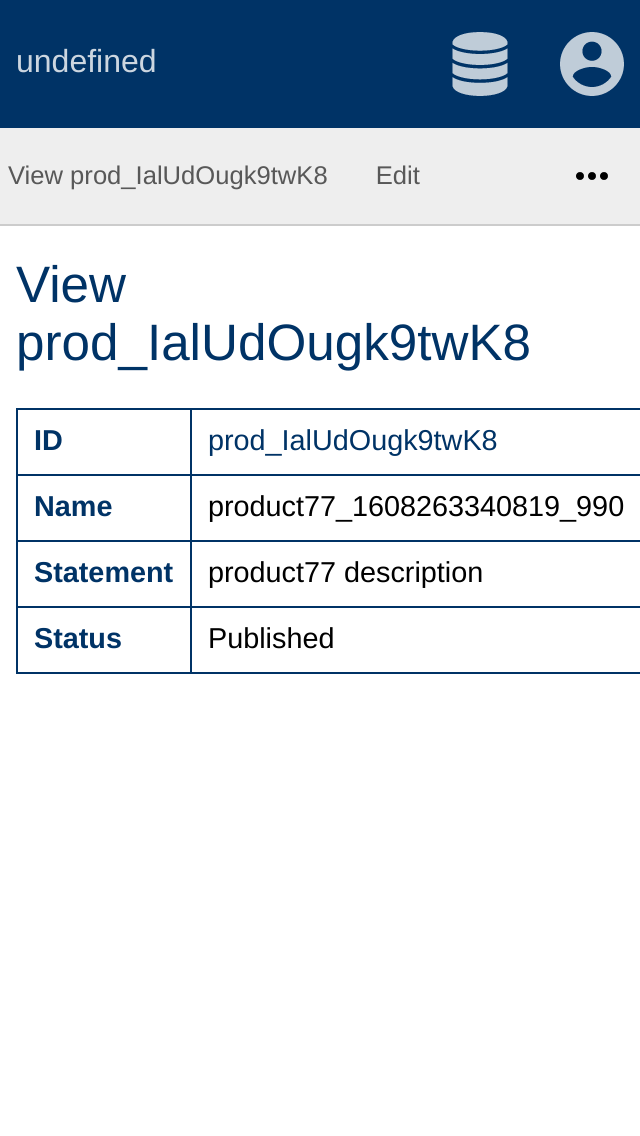 undefined
View prod_IalUdOugk9twK8 Edit
View
prod_IalUdOugk9twK8
ID prod_IalUdOugk9twK8
Name product77_1608263340819_990
Statement product77 description
Status Published